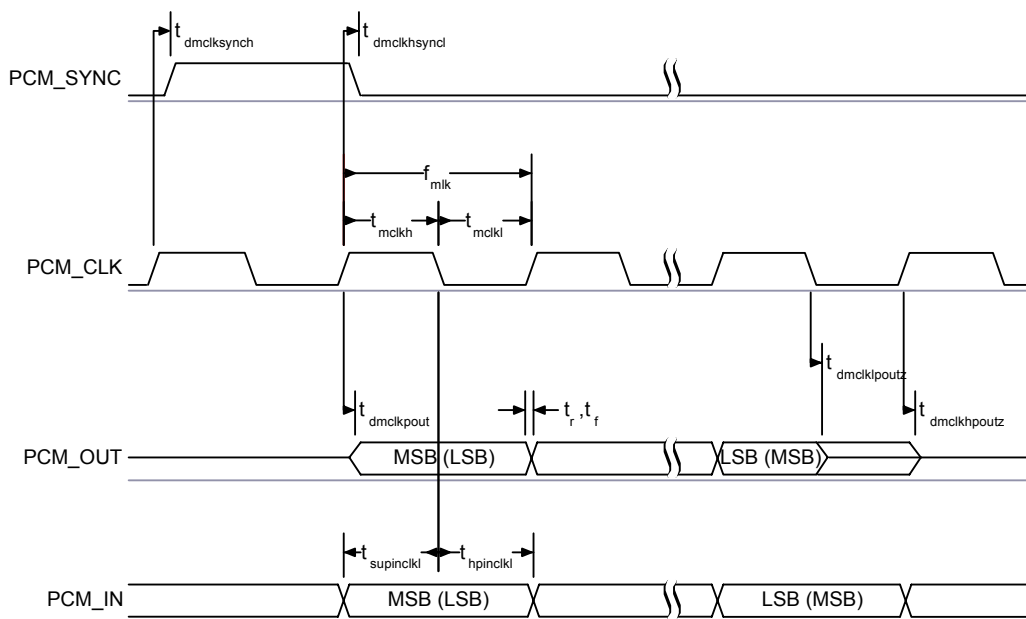 t dmclksynch
t dmclkhsyncl
PCM_SYNC
f mlk
t mclkh
t mclkl
PCM_CLK
t dmclklpoutz
t dmclkpout
t r ,t f
t dmclkhpoutz
PCM_OUT
MSB (LSB)
LSB (MSB)
t supinclkl
t hpinclkl
PCM_IN
MSB (LSB)
LSB (MSB)